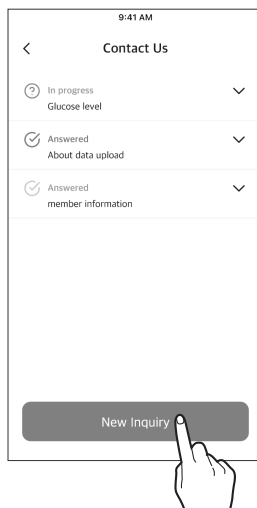 9:41 AM
Contact Us
In progress
Glucose level
Answered
About data upload
Answered
member information
New Inquiry